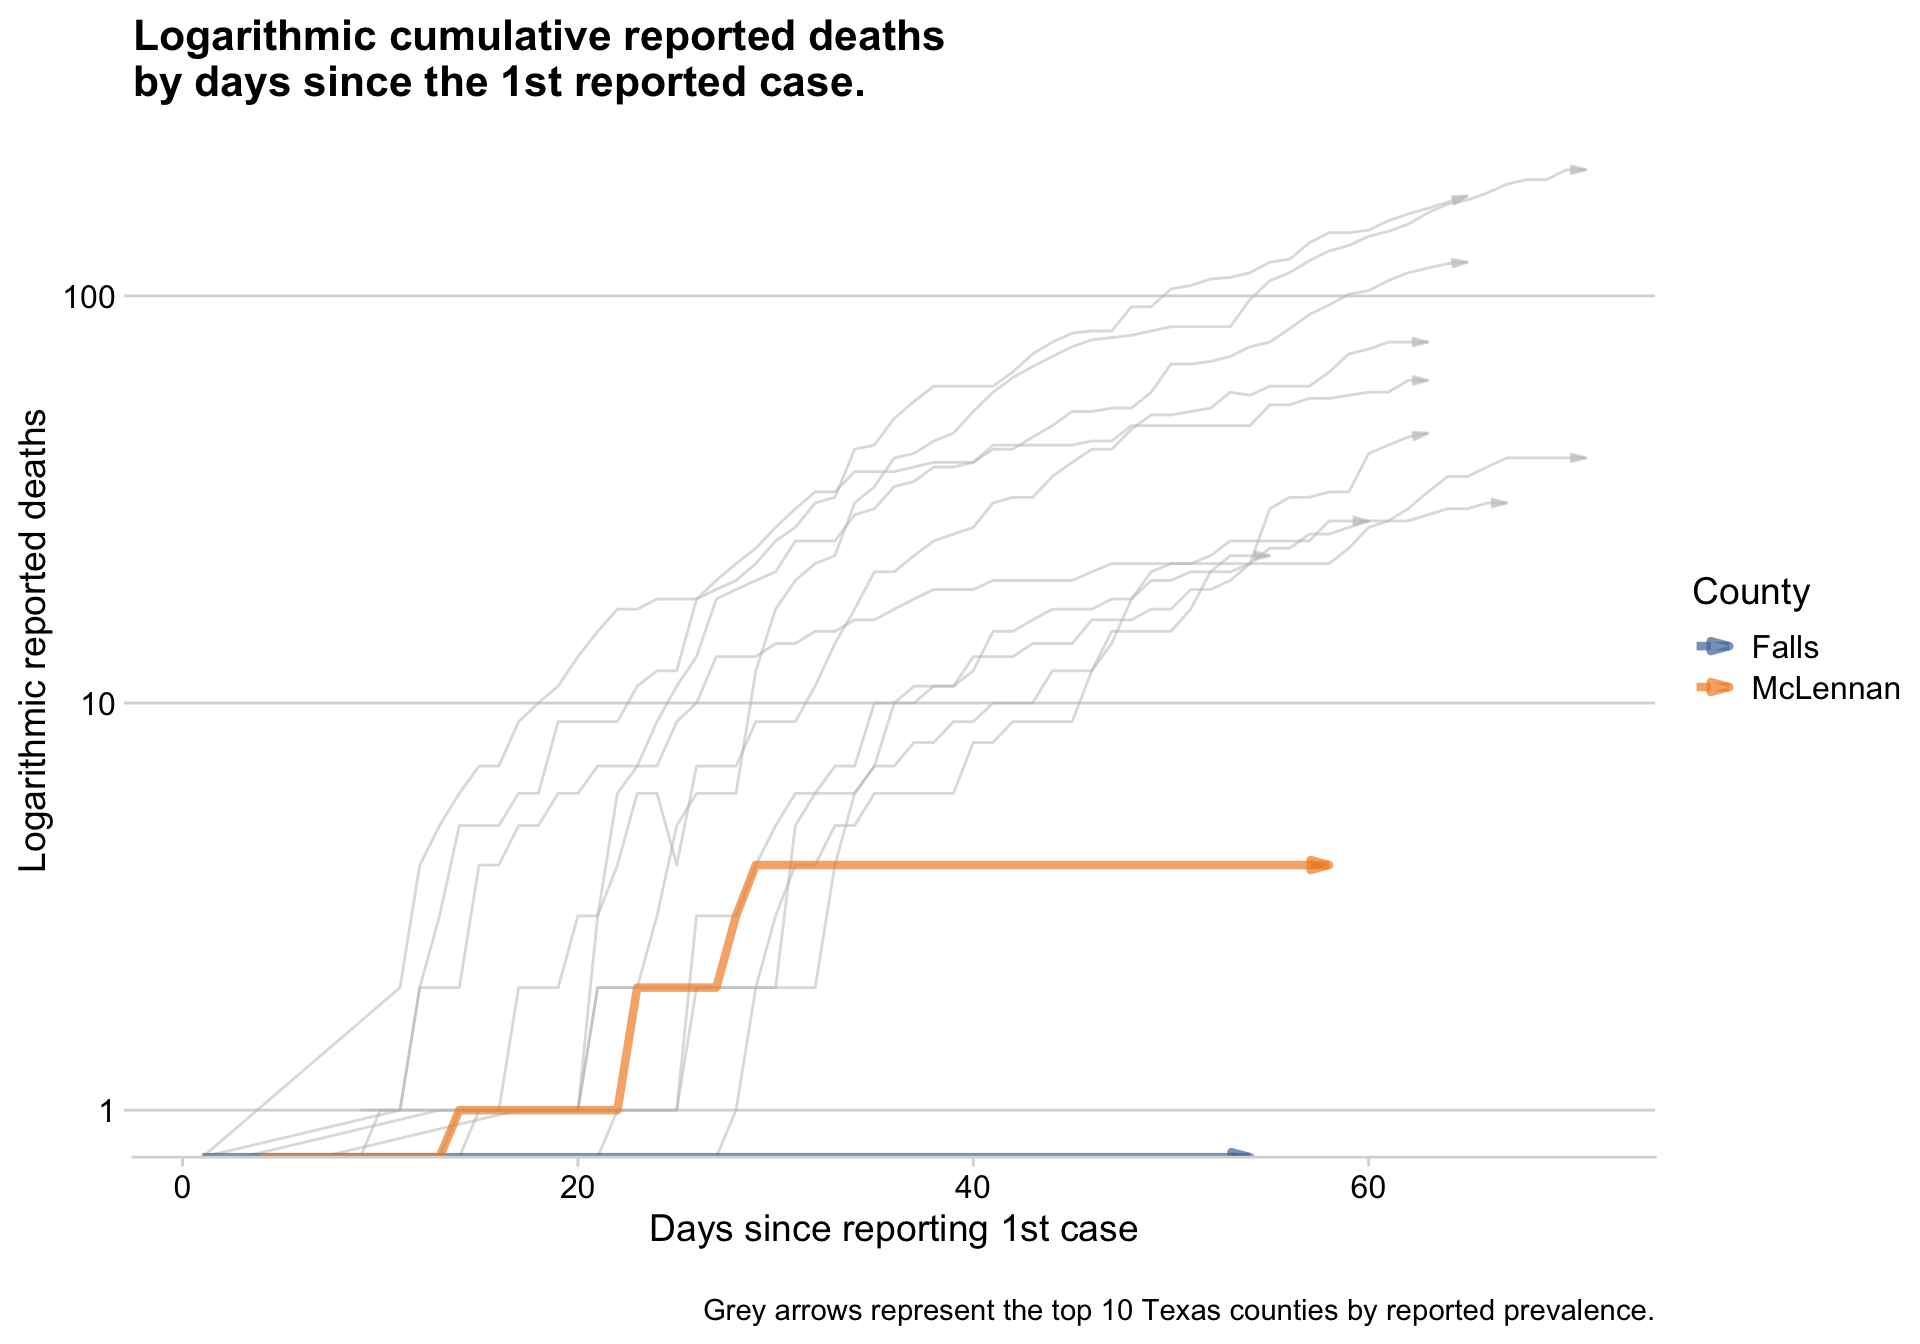 Logarithmic cumulative reported deaths
by days since the 1st reported case.
Logarithmic reported deaths
100
10
1
0
20
40
60
Days since reporting 1st case
County
Falls
McLennan
Grey arrows represent the top 10 Texas counties by reported prevalence.